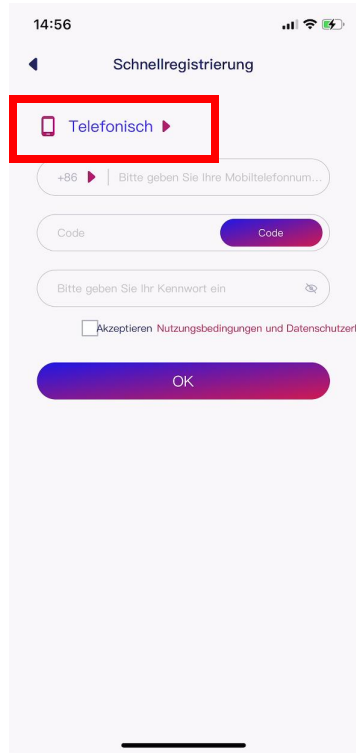 14:56
Schnellregistrierung
Telefonisch
+86 Bitte geben Sie Ihre Mobiltelefonnum...
Code Code
Bitte geben Sie Ihr Kennwort ein
Akzeptieren Nutzungsbedingungen und Datenschutzerl
OK